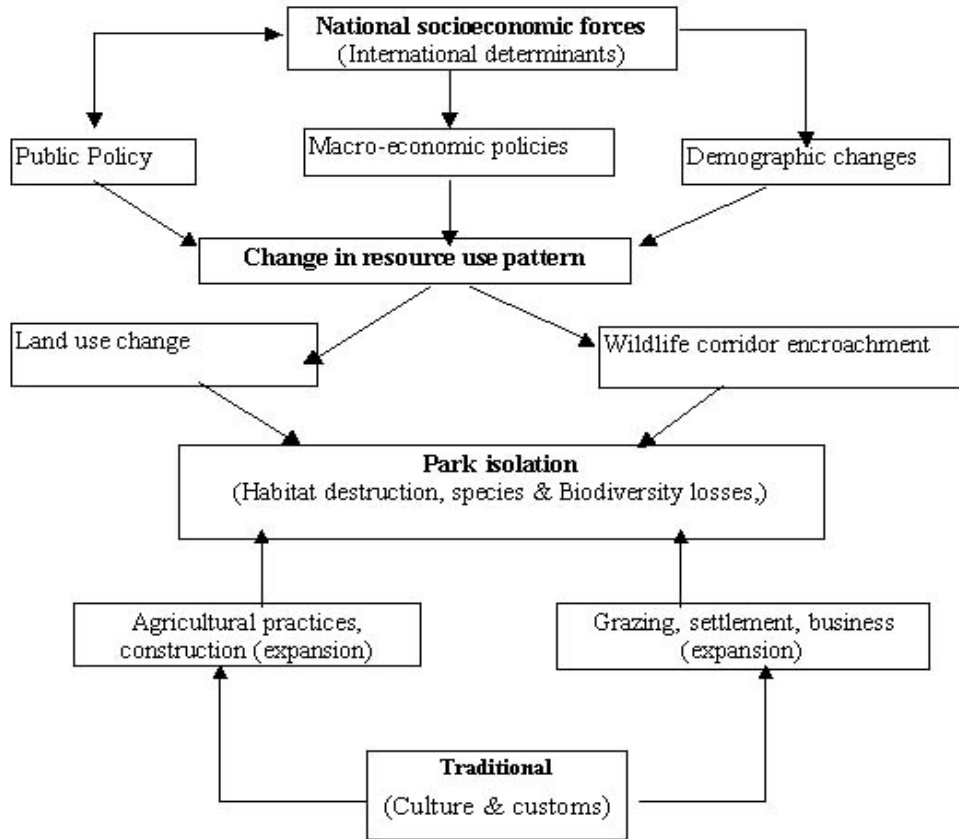 National socioeconomic forces
(International determinants)
Public Policy
Macro-economic policies
Demographic changes
Change in resource use pattern
Land use change
Wildlife corridor encroachment
Park isolation
(Habitat destruction, species & Biodiversity losses,)
Agricultural practices,
construction (expansion)
Grazing, settlement, business
(expansion)
Traditional
(Culture & customs)